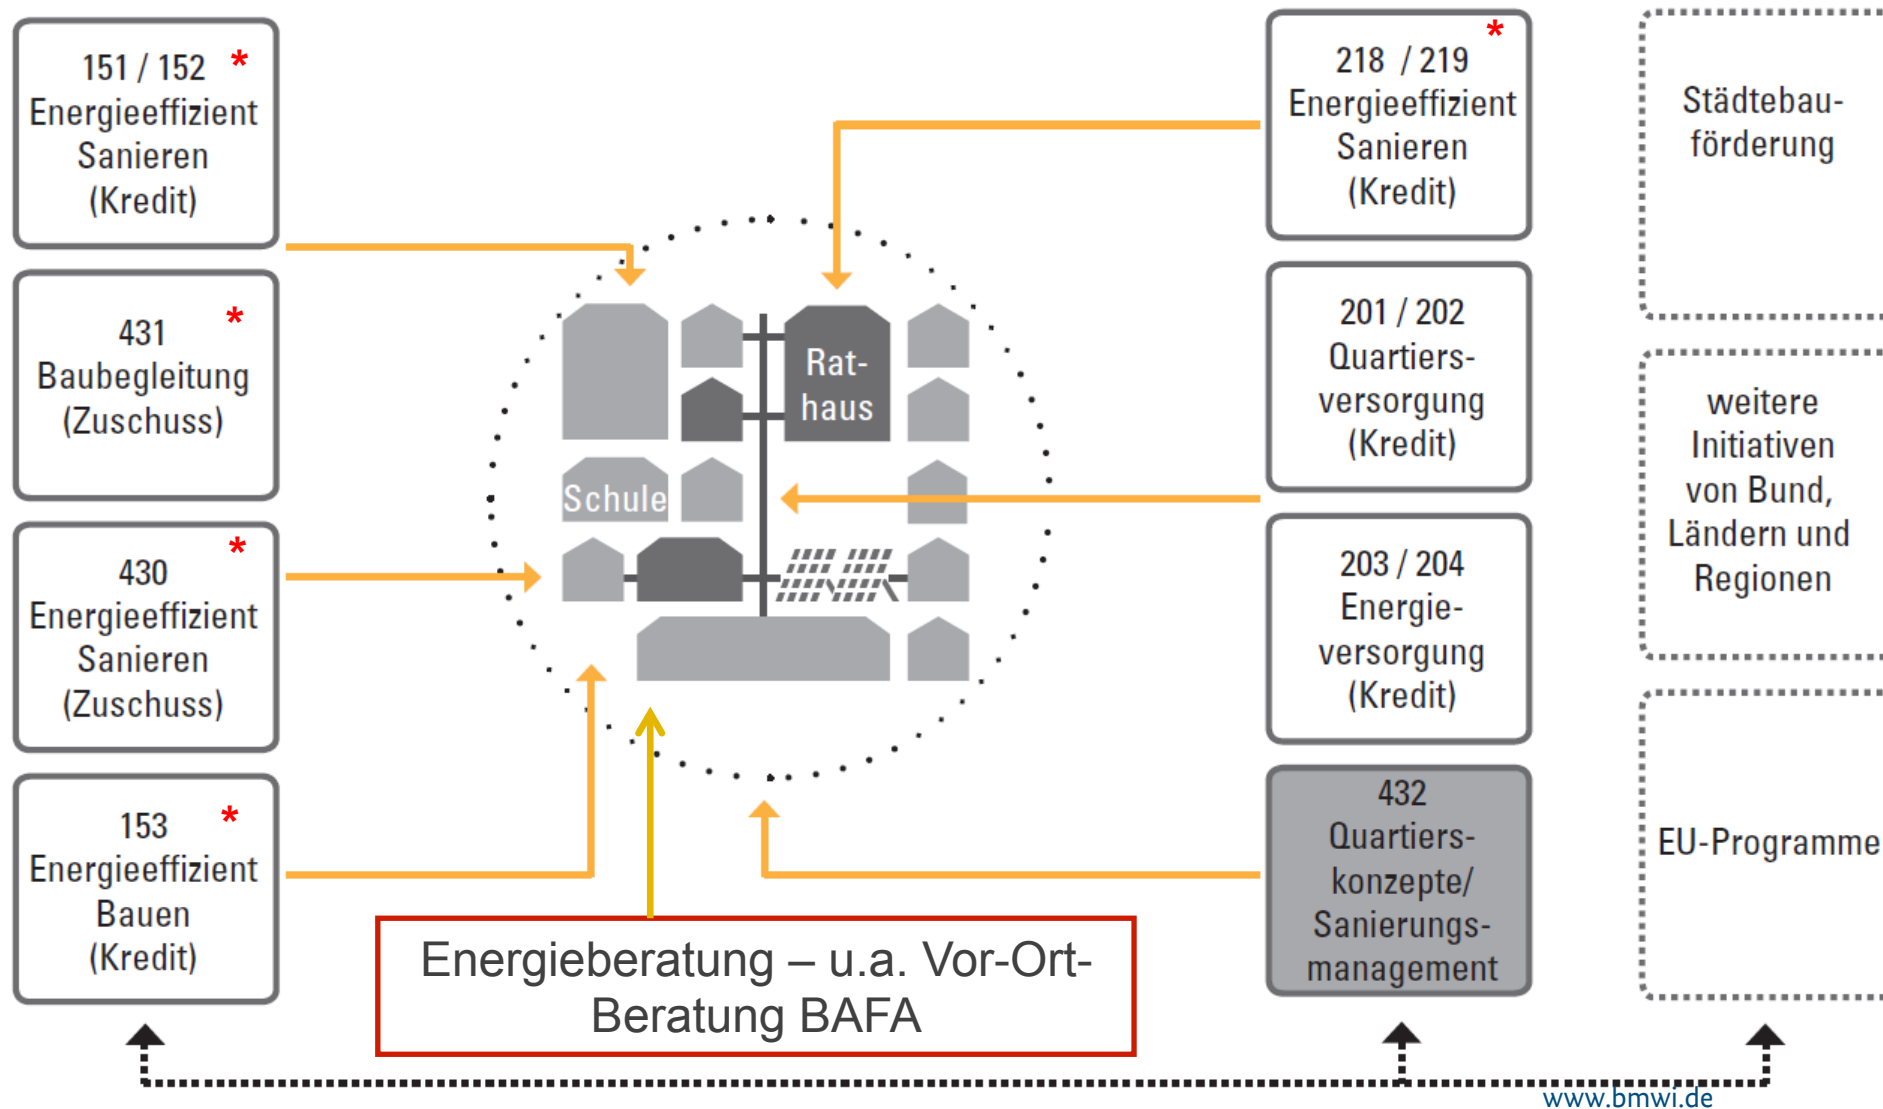 151 / 152 *
Energieeffizient
Sanieren
(Kredit)
431 *
Baubegleitung
(Zuschuss)
430 *
Energieeffizient
Sanieren
(Zuschuss)
153 *
Energieeffizient
Bauen
(Kredit)
Rat-
haus
Schule
Energieberatung – u.a. Vor-Ort-
Beratung BAFA
218 / 219 *
Energieeffizient
Sanieren
(Kredit)
201 / 202
Quartiers-
versorgung
(Kredit)
203 / 204
Energie-
versorgung
(Kredit)
432
Quartiers-
konzepte/
Sanierungs-
management
Städtebau-
förderung
weitere
Initiativen
von Bund,
Ländern und
Regionen
EU-Programme
www.bmwi.de